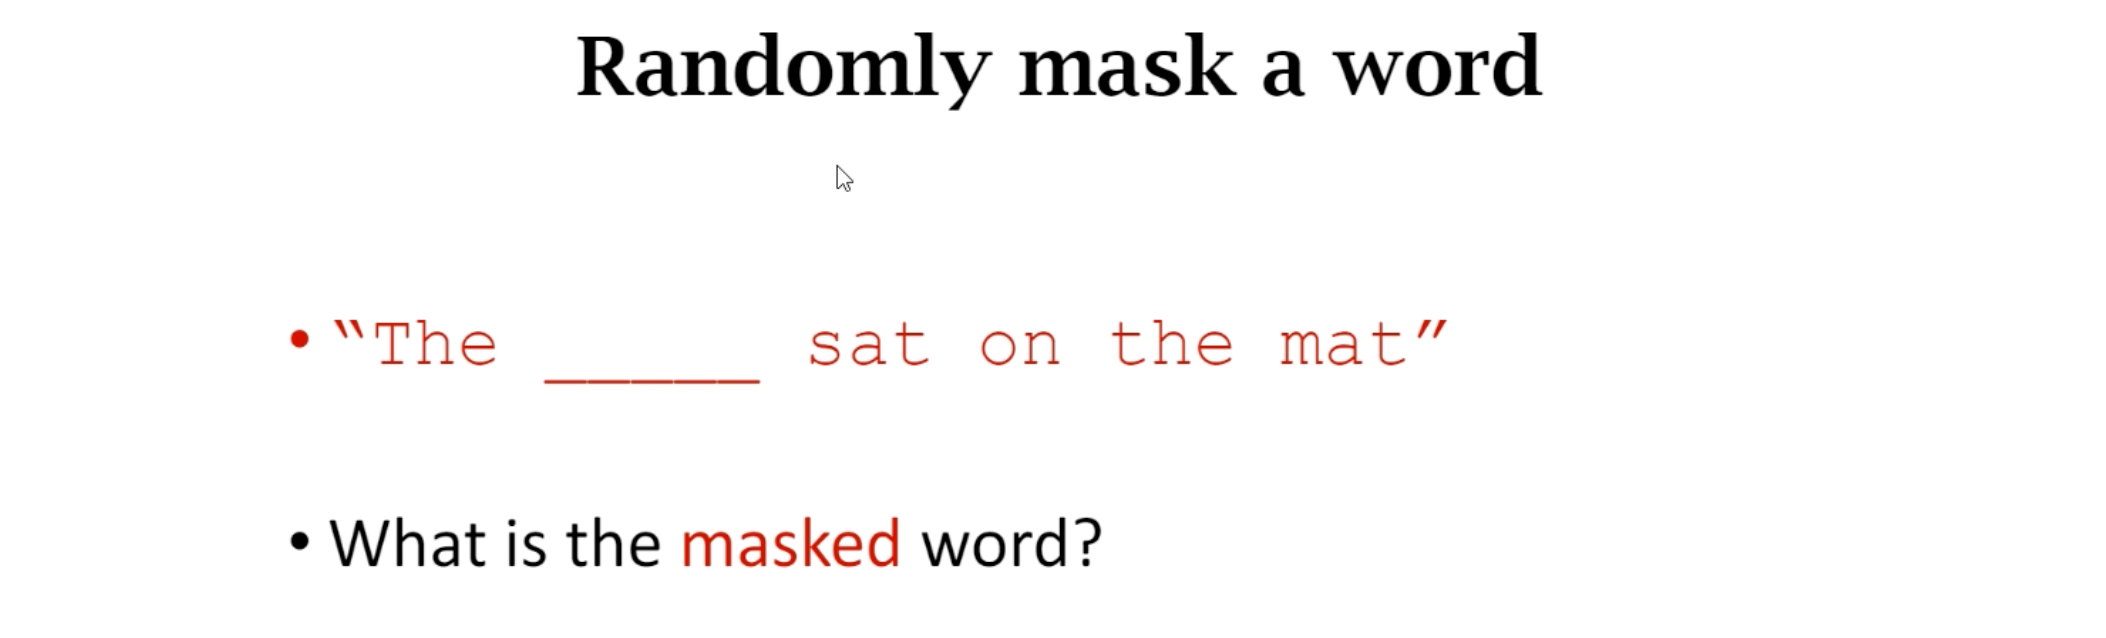 Randomly mask a word
• “The _____ sat on the mat”
• What is the masked word?